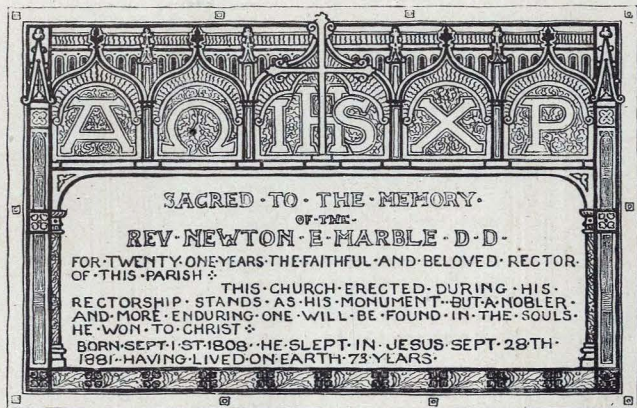 Α Ω IHS Χ Ρ
SACRED · TO · THE · MEMORY ·
OF · THE ·
REV · NEWTON · E · MARBLE · D · D ·
FOR · TWENTY · ONE · YEARS · THE · FAITHFUL · AND · BELOVED · RECTOR ·
OF · THIS · PARISH ·
THIS · CHURCH · ERECTED · DURING · HIS ·
RECTORSHIP · STANDS · AS · HIS · MONUMENT · BUT · A · NOBLER ·
AND · MORE · ENDURING · ONE · WILL · BE · FOUND · IN · THE · SOULS ·
HE · WON · TO · CHRIST ·
BORN · SEPT · 1 · ST · 1808 · HE · SLEPT · IN · JESUS · SEPT · 28 · TH ·
1881 · HAVING · LIVED · ON · EARTH · 73 · YEARS ·